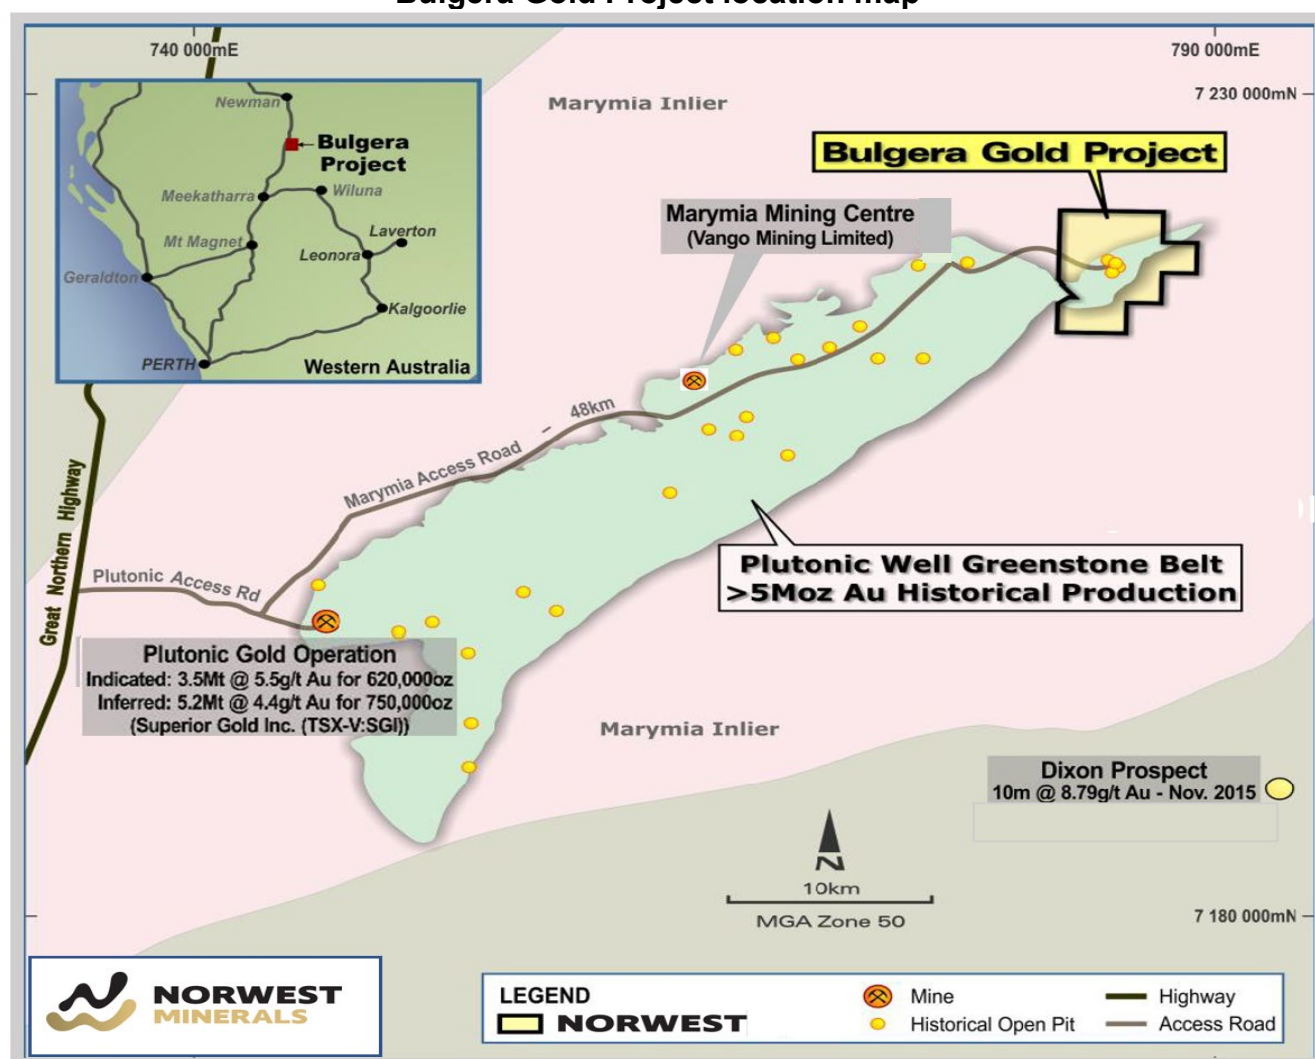 Bulgera Gold Project location map
740 000mE
790 000mE
7 230 000mN
Marymia Inlier
Newman
Bulgera
Project
Meekatharra
Wiluna
Mt Magnet
Laverton
Leonora
Geraldton
Kalgoorlie
PERTH
Western Australia
Bulgera Gold Project
Marymia Mining Centre
(Vango Mining Limited)
Marymia Access Road - 48km
Great Northern Highway
Plutonic Access Rd
Plutonic Well Greenstone Belt
>5Moz Au Historical Production
Plutonic Gold Operation
Indicated: 3.5Mt @ 5.5g/t Au for 620,000oz
Inferred: 5.2Mt @ 4.4g/t Au for 750,000oz
(Superior Gold Inc. (TSX-V:SGI))
Marymia Inlier
Dixon Prospect
10m @ 8.79g/t Au - Nov. 2015
N
10km
MGA Zone 50
7 180 000mN
NORWEST
MINERALS
LEGEND
NORWEST
Mine
Historical Open Pit
Highway
Access Road